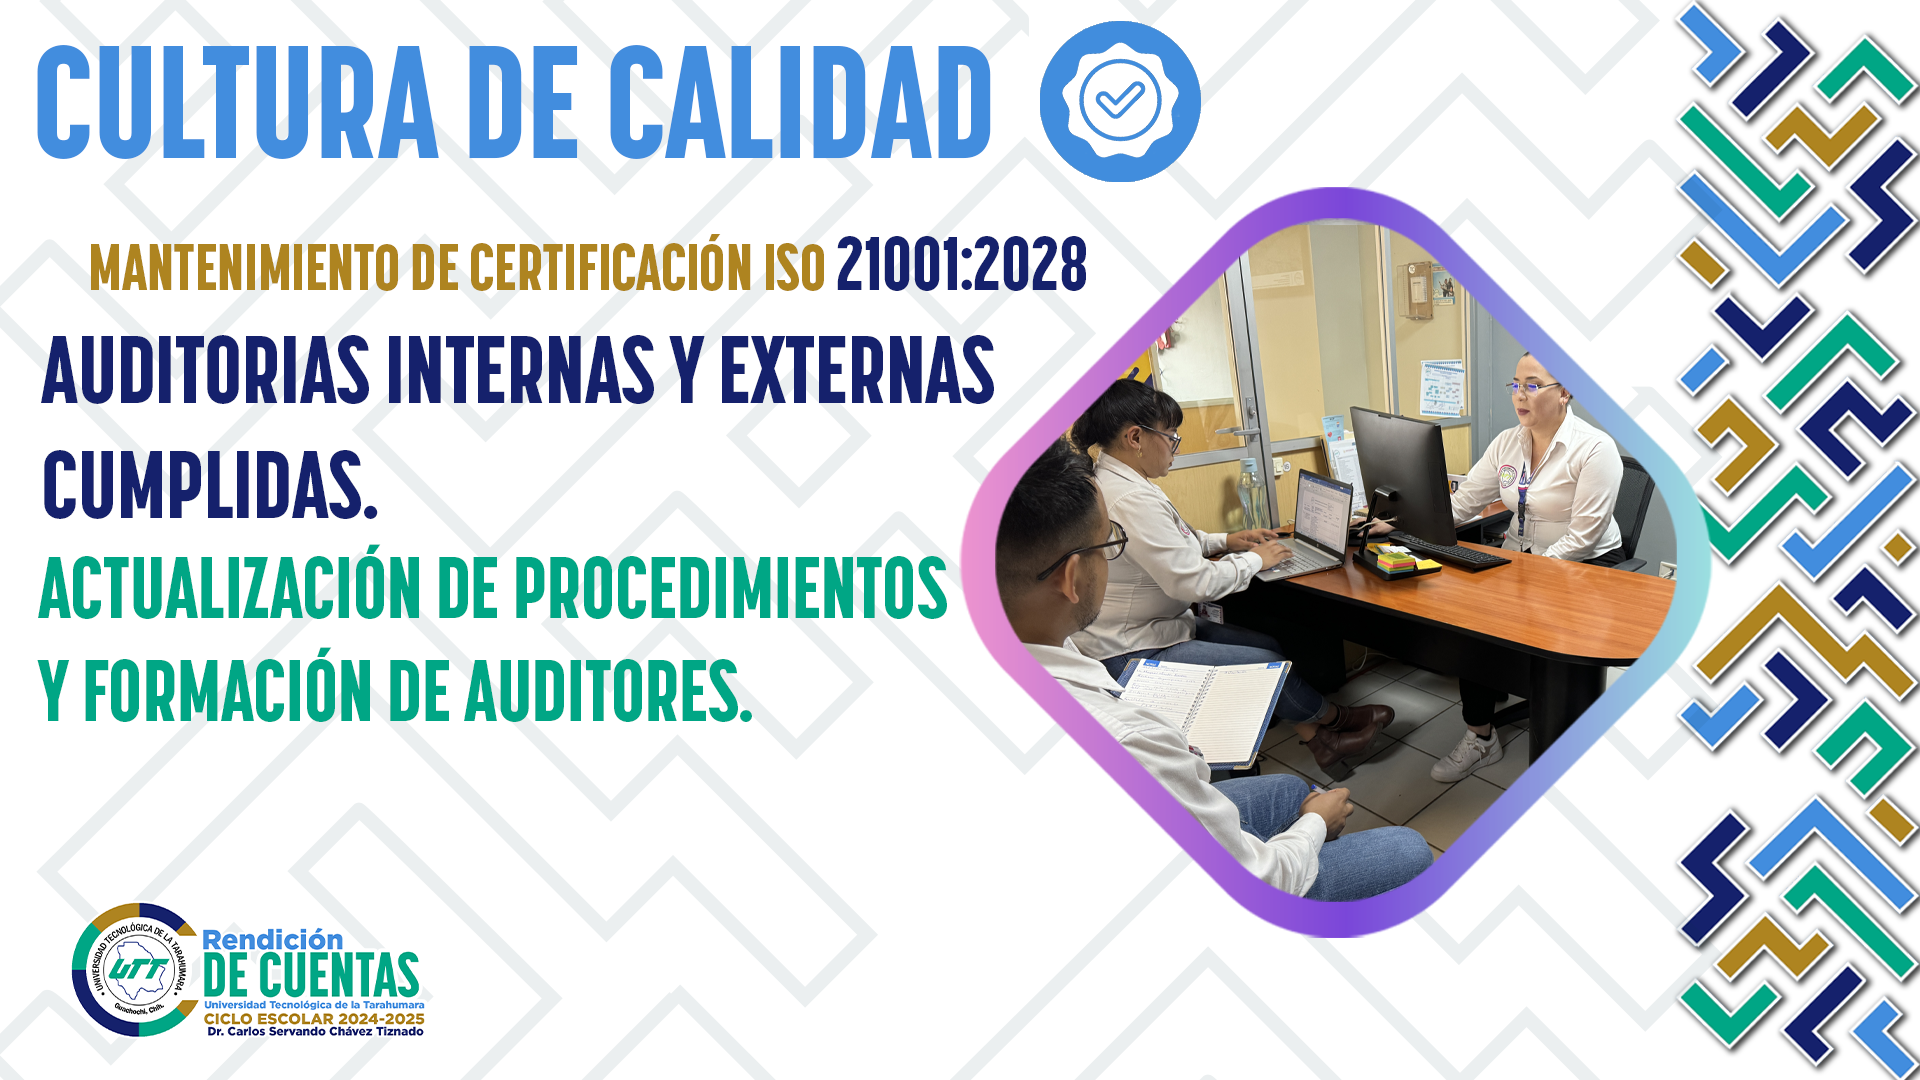 CULTURA DE CALIDAD
MANTENIMIENTO DE CERTIFICACIÓN ISO 21001:2028
AUDITORIAS INTERNAS Y EXTERNAS
CUMPLIDAS.
ACTUALIZACIÓN DE PROCEDIMIENTOS
Y FORMACIÓN DE AUDITORES.
UNIVERSIDAD TECNOLÓGICA DE LA TARAHUMARA
UTT
Guachochi, Chih.
Rendición
DE CUENTAS
Universidad Tecnológica de la Tarahumara
CICLO ESCOLAR 2024-2025
Dr. Carlos Servando Chávez Tiznado